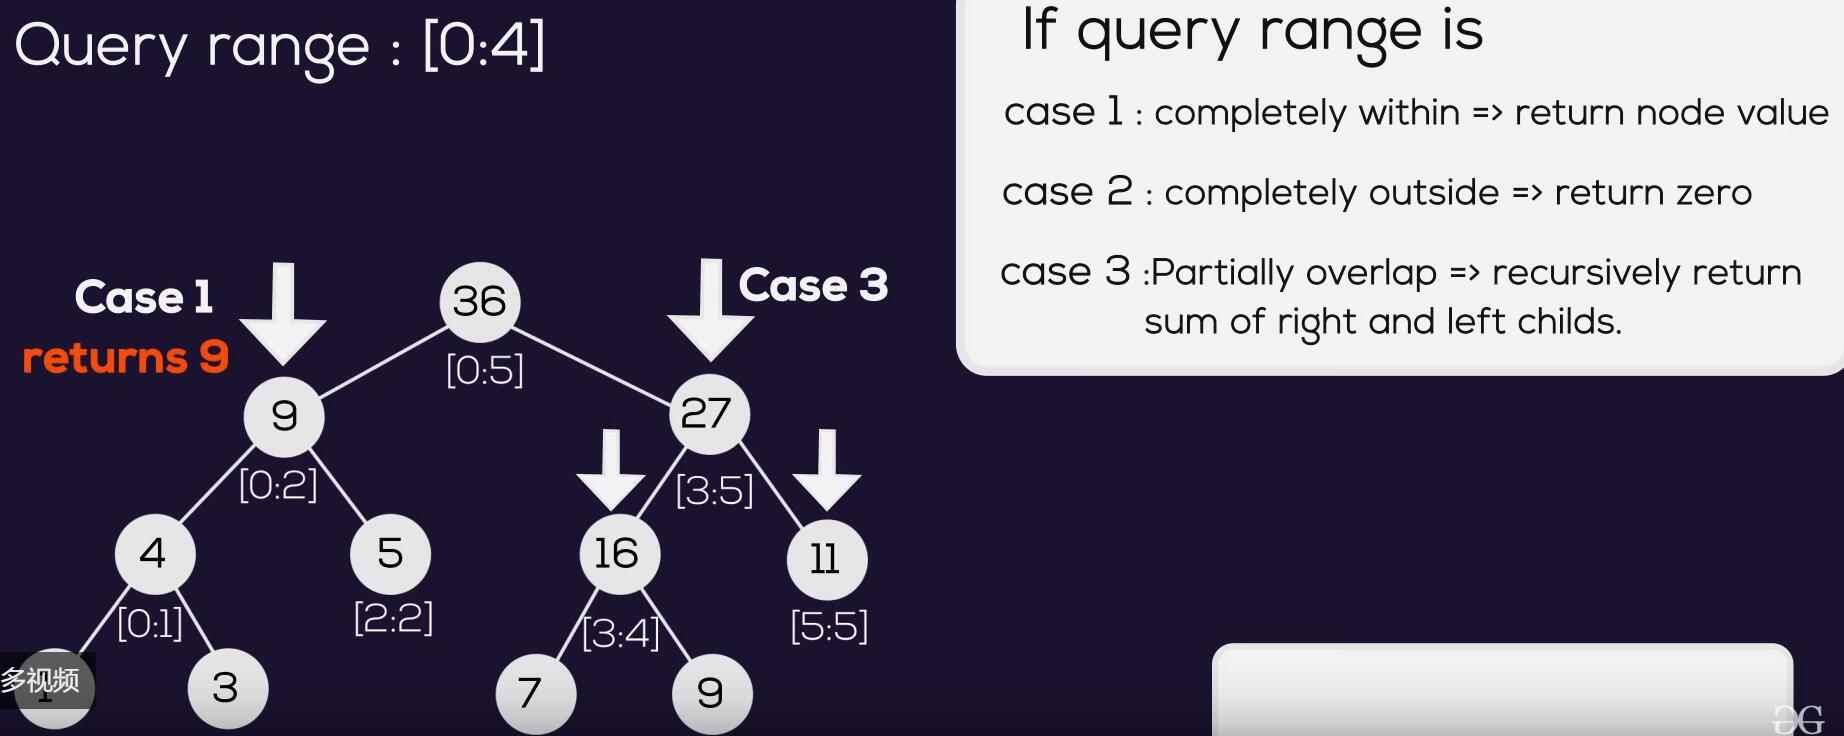 Query range : [0:4]
If query range is
case 1 : completely within => return node value
case 2 : completely outside => return zero
case 3 :Partially overlap => recursively return
sum of right and left childs.
Case 1
returns 9
Case 3
36
[0:5]
9
27
[0:2]
[3:5]
4
5
16
11
[0:1]
[2:2]
[3:4]
[5:5]
1
3
7
9
多视频
GG